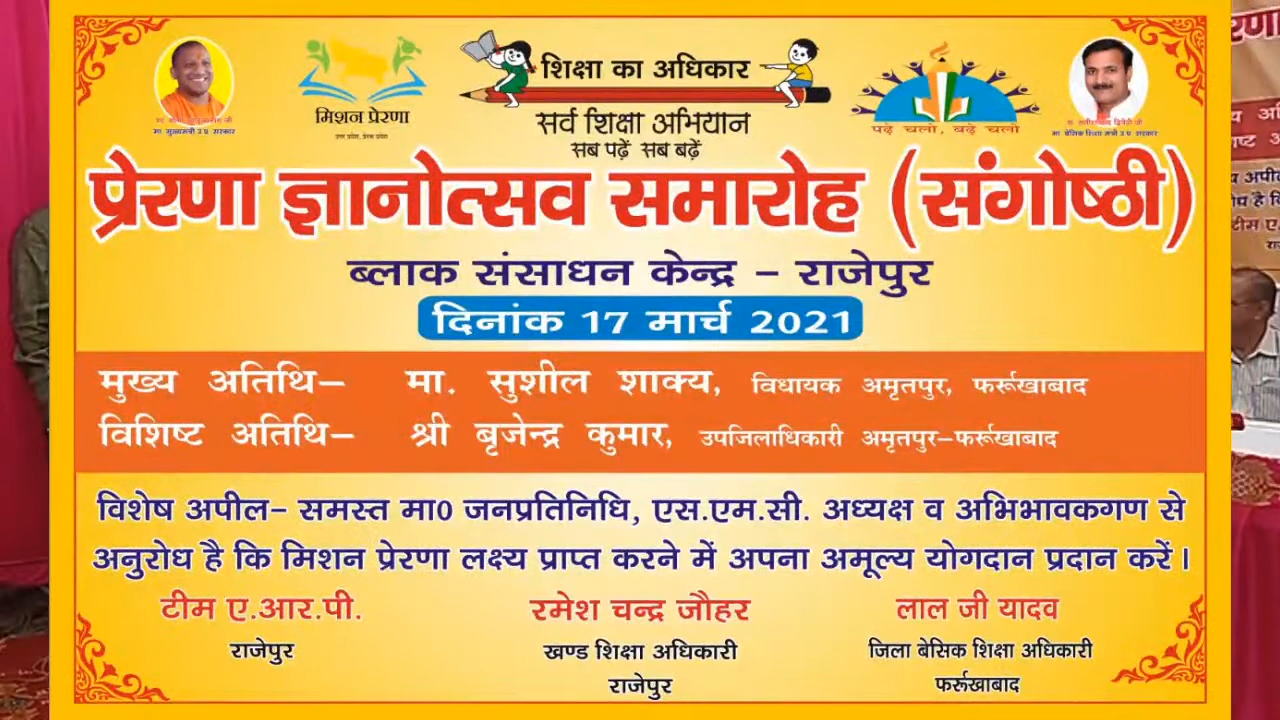 शिक्षा का अधिकार
सर्व शिक्षा अभियान
सब पढ़ें सब बढ़ें
मिशन प्रेरणा
पढ़े चलो, बढ़े चलो
मा. मुख्यमंत्री उ.प्र. सरकार
मा. बेसिक शिक्षा मंत्री उ.प्र. सरकार
प्रेरणा ज्ञानोत्सव समारोह (संगोष्ठी)
ब्लाक संसाधन केन्द्र – राजेपुर
दिनांक 17 मार्च 2021
मुख्य अतिथि– मा. सुशील शाक्य, विधायक अमृतपुर, फर्रूखाबाद
विशिष्ट अतिथि– श्री बृजेन्द्र कुमार, उपजिलाधिकारी अमृतपुर–फर्रूखाबाद
विशेष अपील– समस्त मा0 जनप्रतिनिधि, एस.एम.सी. अध्यक्ष व अभिभावकगण से
अनुरोध है कि मिशन प्रेरणा लक्ष्य प्राप्त करने में अपना अमूल्य योगदान प्रदान करें।
टीम ए.आर.पी. रमेश चन्द्र जौहर लाल जी यादव
राजेपुर खण्ड शिक्षा अधिकारी जिला बेसिक शिक्षा अधिकारी
राजेपुर फर्रूखाबाद